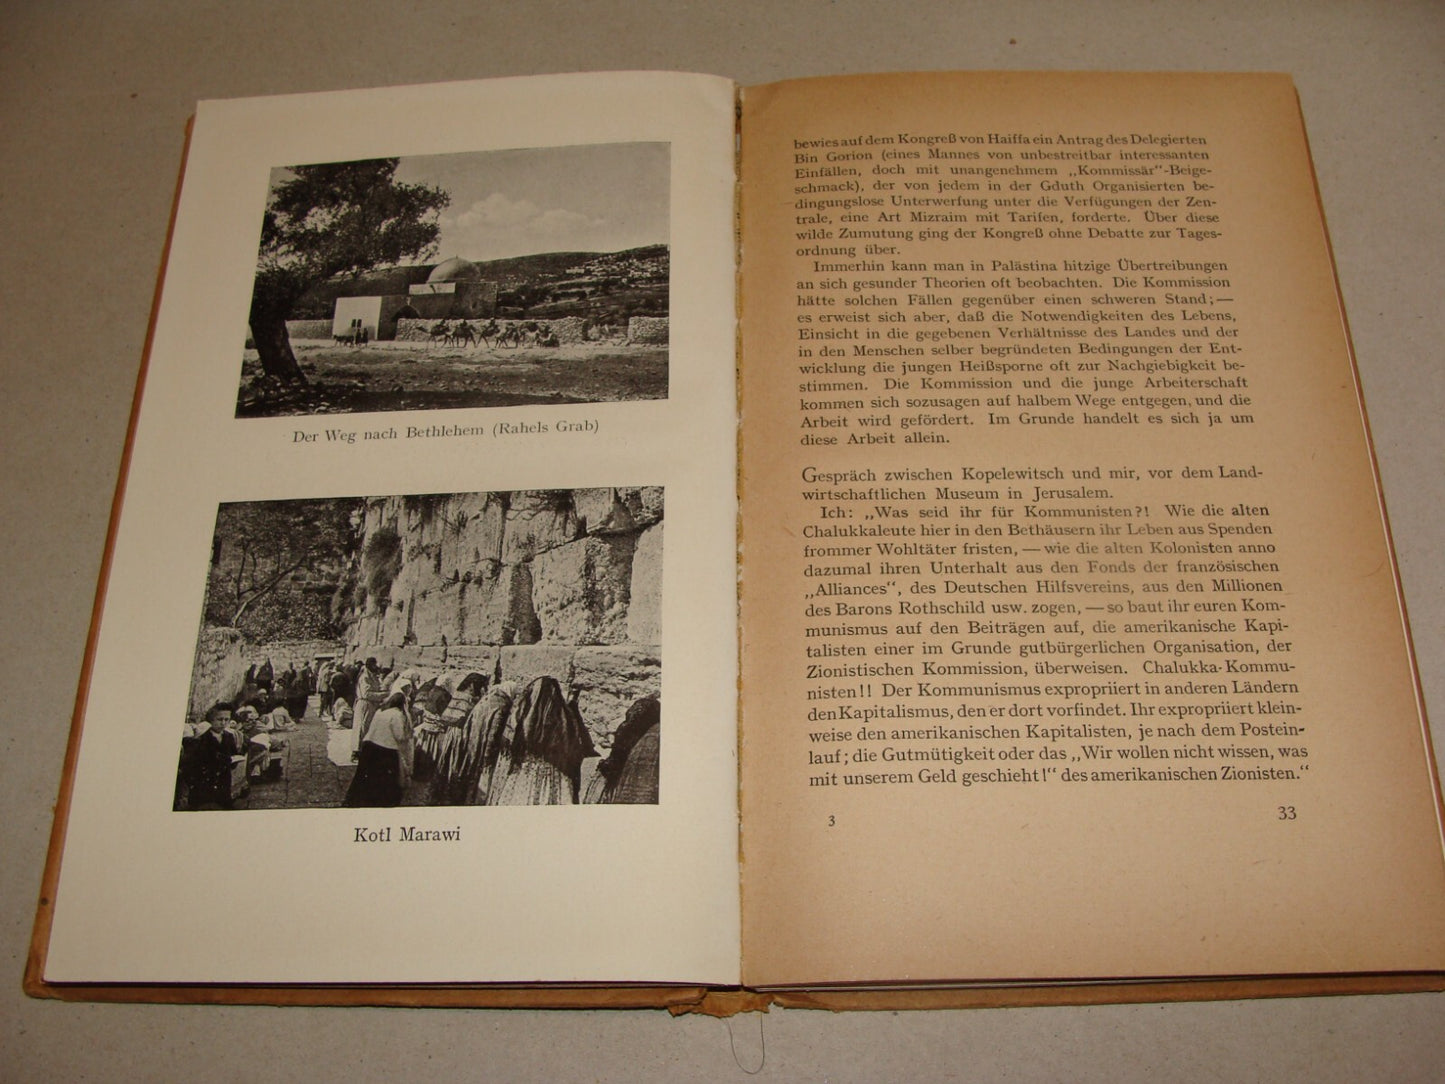 Der Weg nach Bethlehem (Rahels Grab)
Kotl Marawi
bewies auf dem Kongreß von Haiffa ein Antrag des Delegierten
Bin Gorion (eines Mannes von unbestreitbar interessanten
Einfällen, doch mit unangenehmem „Kommissär“-Beige-
schmack), der von jedem in der Gduth Organisierten be-
dingungslose Unterwerfung unter die Verfügungen der Zen-
trale, eine Art Mizraim mit Tarifen, forderte. Über diese
wilde Zumutung ging der Kongreß ohne Debatte zur Tages-
ordnung über.
Immerhin kann man in Palästina hitzige Übertreibungen
an sich gesunder Theorien oft beobachten. Die Kommission
hätte solchen Fällen gegenüber einen schweren Stand; —
es erweist sich aber, daß die Notwendigkeiten des Lebens,
Einsicht in die gegebenen Verhältnisse des Landes und der
in den Menschen selber begründeten Bedingungen der Ent-
wicklung die jungen Heißsporne oft zur Nachgiebigkeit be-
stimmen. Die Kommission und die junge Arbeiterschaft
kommen sich sozusagen auf halbem Wege entgegen, und die
Arbeit wird gefördert. Im Grunde handelt es sich ja um
diese Arbeit allein.
Gespräch zwischen Kopelewitsch und mir, vor dem Land-
wirtschaftlichen Museum in Jerusalem.
Ich: „Was seid ihr für Kommunisten?! Wie die alten
Chalukkaleute hier in den Bethäusern ihr Leben aus Spenden
frommer Wohltäter fristen, — wie die alten Kolonisten anno
dazumal ihren Unterhalt aus den Fonds der französischen
„Alliances“, des Deutschen Hilfsvereins, aus den Millionen
des Barons Rothschild usw. zogen, — so baut ihr euren Kom-
munismus auf den Beiträgen auf, die amerikanische Kapi-
talisten einer im Grunde gutbürgerlichen Organisation, der
Zionistischen Kommission, überweisen. Chalukka-Kommu-
nisten!! Der Kommunismus expropriiert in anderen Ländern
den Kapitalismus, den er dort vorfindet. Ihr expropriiert klein-
weise den amerikanischen Kapitalisten, je nach dem Postein-
lauf; die Gutmütigkeit oder das „Wir wollen nicht wissen, was
mit unserem Geld geschieht!“ des amerikanischen Zionisten.“
3
33